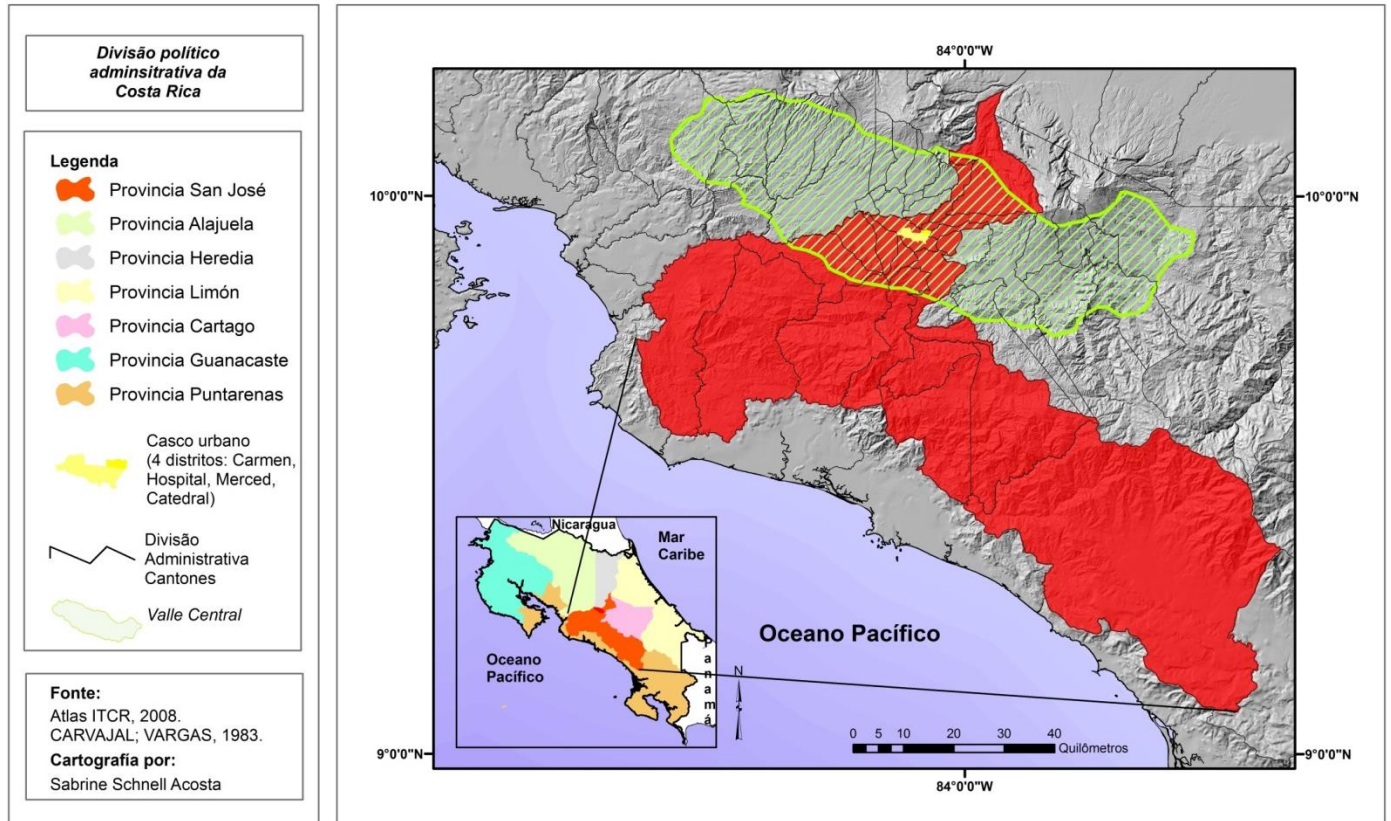 Divisão político
adminsitrativa da
Costa Rica
Legenda
Provincia San José
Provincia Alajuela
Provincia Heredia
Provincia Limón
Provincia Cartago
Provincia Guanacaste
Provincia Puntarenas
Casco urbano
(4 distritos: Carmen,
Hospital, Merced,
Catedral)
Divisão
Administrativa
Cantones
Valle Central
Fonte:
Atlas ITCR, 2008.
CARVAJAL; VARGAS, 1983.
Cartografía por:
Sabrine Schnell Acosta
84°0'0"W
10°0'0"N
10°0'0"N
Nicaragua
Mar
Caribe
Oceano
Pacífico
Panamá
N
Oceano Pacífico
0 5 10 20 30 40
Quilômetros
9°0'0"N
9°0'0"N
84°0'0"W